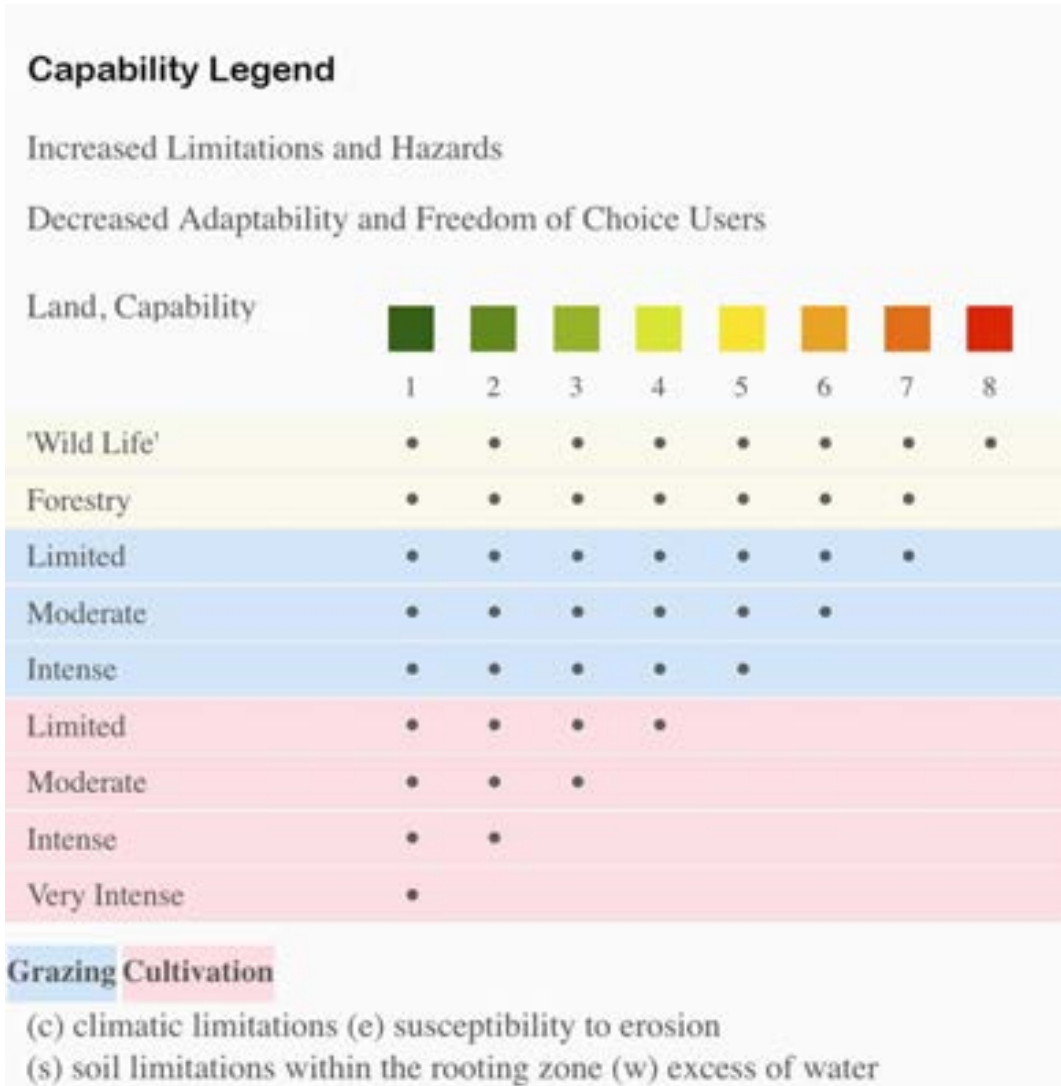 Capability Legend
Increased Limitations and Hazards
Decreased Adaptability and Freedom of Choice Users
Land, Capability
1 2 3 4 5 6 7 8
'Wild Life'
Forestry
Limited
Moderate
Intense
Limited
Moderate
Intense
Very Intense
Grazing Cultivation
(c) climatic limitations (e) susceptibility to erosion
(s) soil limitations within the rooting zone (w) excess of water